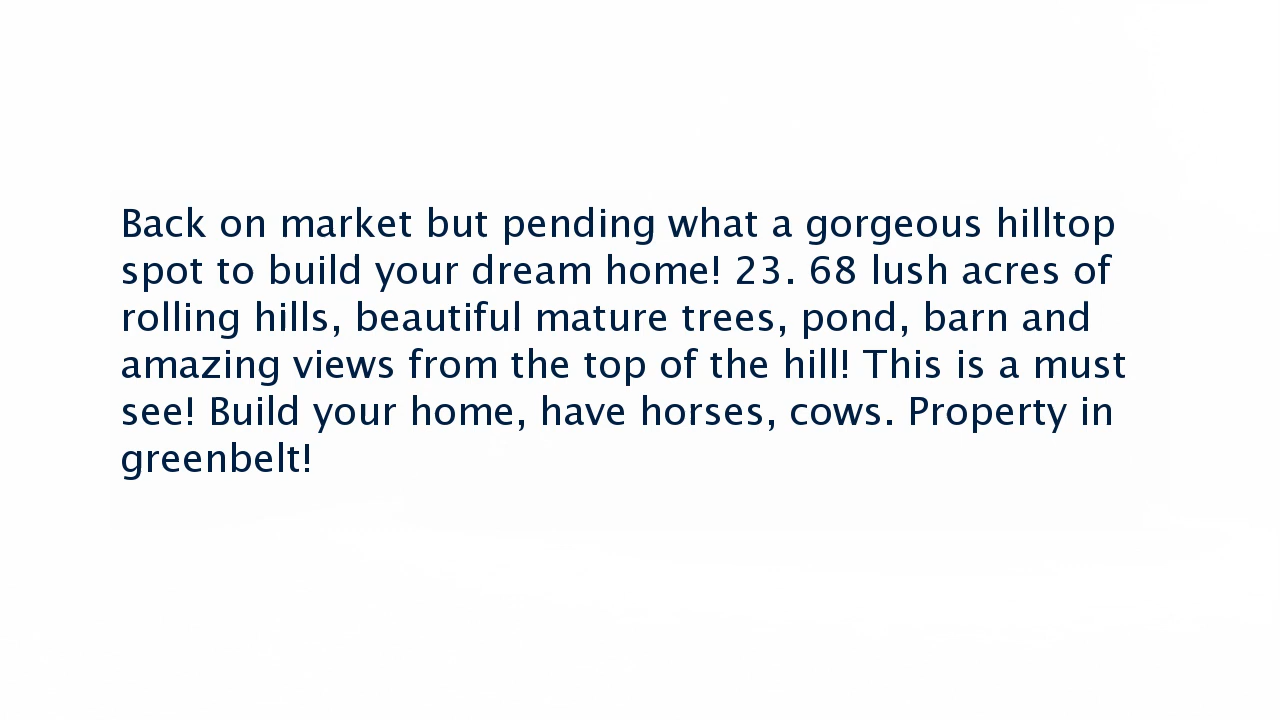 Back on market but pending what a gorgeous hilltop
spot to build your dream home! 23. 68 lush acres of
rolling hills, beautiful mature trees, pond, barn and
amazing views from the top of the hill! This is a must
see! Build your home, have horses, cows. Property in
greenbelt!